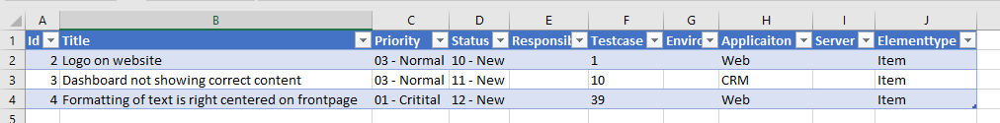 A B C D E F G H I J
1 Id Title Priority Status Responsib Testcase Enviro Applicaiton Server Elementtype
2 2 Logo on website 03 - Normal 10 - New 1 Web Item
3 3 Dashboard not showing correct content 03 - Normal 11 - New 10 CRM Item
4 4 Formatting of text is right centered on frontpage 01 - Critital 12 - New 39 Web Item
5